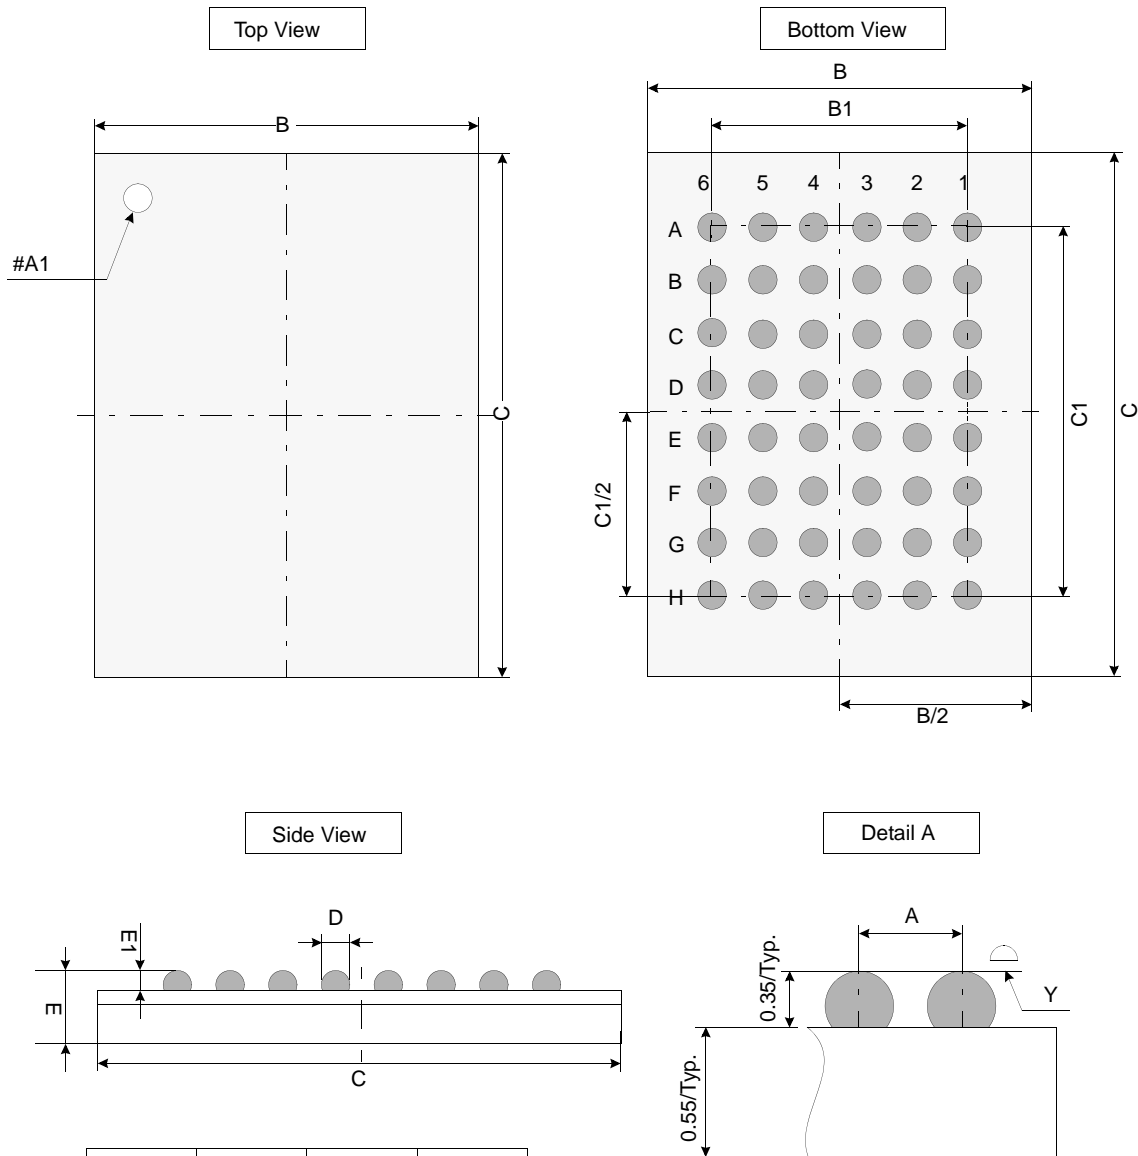 Top View
Bottom View
B
B
B1
6 5 4 3 2 1
#A1
A
B
C
D
E
F
G
H
C
C1/2
C1
C
B/2
Side View
Detail A
D
E1
E
C
A
0.35/Typ.
Y
0.55/Typ.